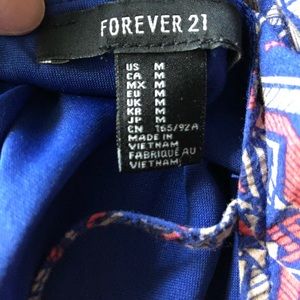 FOREVER 21
US M
CA M
MX M
EU M
UK M
KR M
JP M
CN 165/92A
MADE IN
VIETNAM
FABRIQUÉ AU
VIETNAM